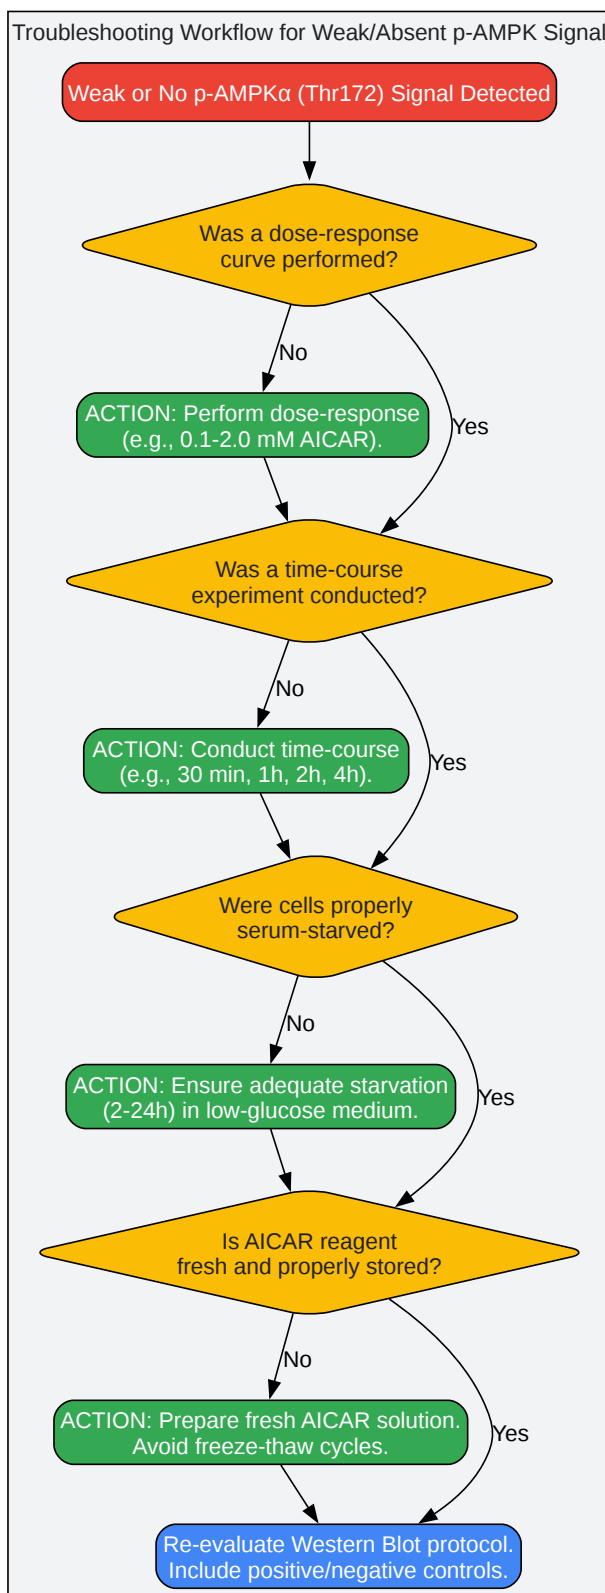 Troubleshooting Workflow for Weak/Absent p-AMPK Signal
Weak or No p-AMPKα (Thr172) Signal Detected
Was a dose-response
curve performed?
No
Yes
ACTION: Perform dose-response
(e.g., 0.1-2.0 mM AICAR).
Was a time-course
experiment conducted?
No
Yes
ACTION: Conduct time-course
(e.g., 30 min, 1h, 2h, 4h).
Were cells properly
serum-starved?
No
Yes
ACTION: Ensure adequate starvation
(2-24h) in low-glucose medium.
Is AICAR reagent
fresh and properly stored?
No
Yes
ACTION: Prepare fresh AICAR solution.
Avoid freeze-thaw cycles.
Re-evaluate Western Blot protocol.
Include positive/negative controls.